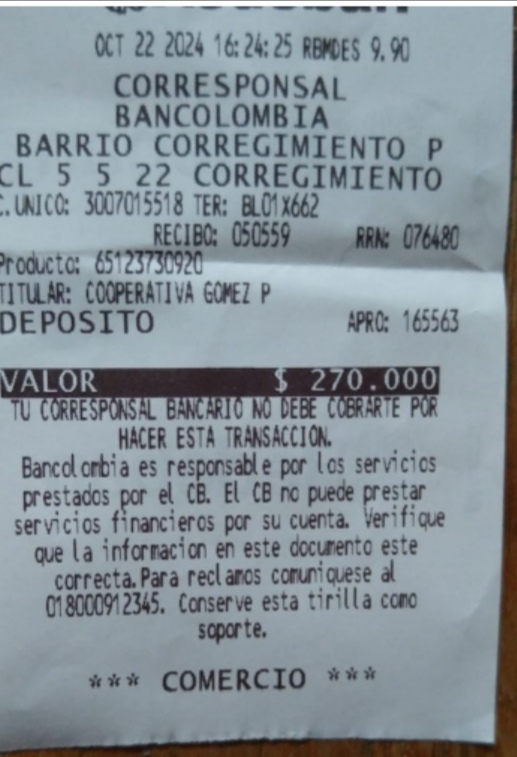 OCT 22 2024 16:24:25 RBMDES 9.90
CORRESPONSAL
BANCOLOMBIA
BARRIO CORREGIMIENTO P
CL 5 5 22 CORREGIMIENTO
C.UNICO: 3007015518 TER: BL01X662
RECIBO: 050559 RRN: 076480
Producto: 65123730920
TITULAR: COOPERATIVA GOMEZ P
DEPOSITO APRO: 165563
VALOR $ 270.000
TU CORRESPONSAL BANCARIO NO DEBE COBRARTE POR
HACER ESTA TRANSACCION.
Bancolombia es responsable por los servicios
prestados por el CB. El CB no puede prestar
servicios financieros por su cuenta. Verifique
que la informacion en este documento este
correcta.Para reclamos comuniquese al
018000912345. Conserve esta tirilla como
soporte.
*** COMERCIO ***